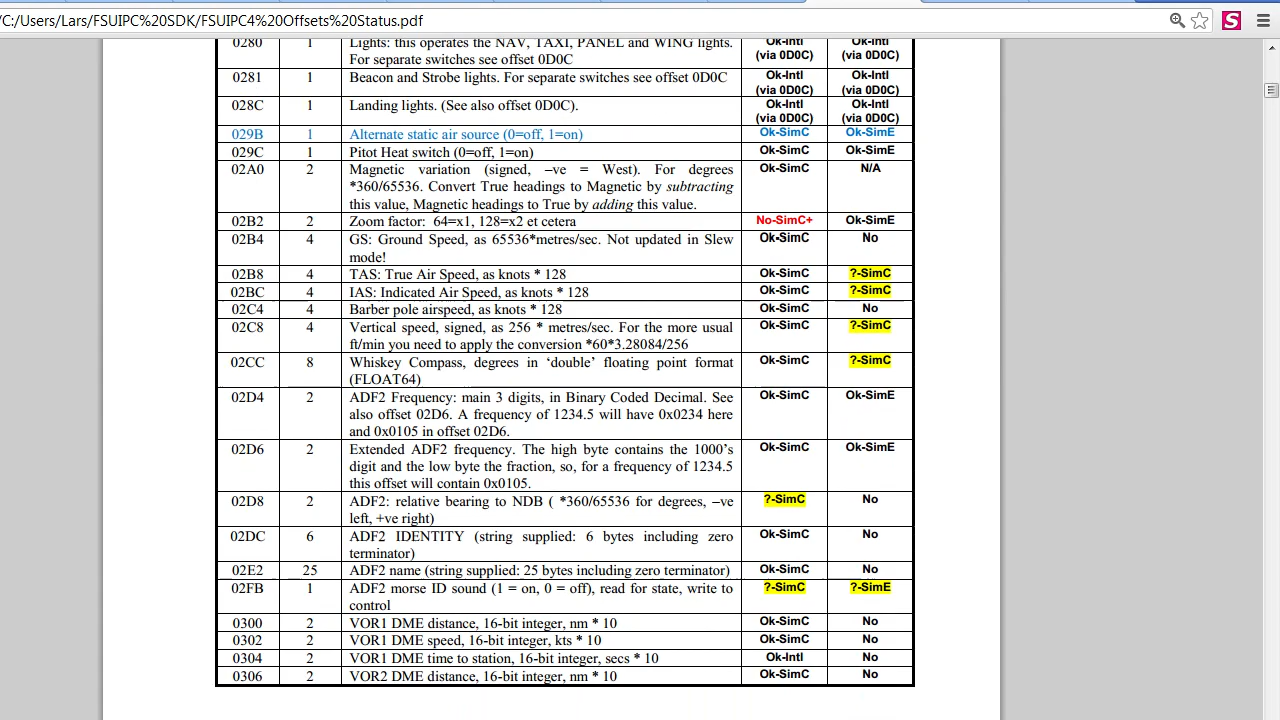 C:/Users/Lars/FSUIPC%20SDK/FSUIPC4%20Offsets%20Status.pdf
0280 1 Lights: this operates the NAV, TAXI, PANEL and WING lights. Ok-Intl Ok-Intl
For separate switches see offset 0D0C (via 0D0C) (via 0D0C)
0281 1 Beacon and Strobe lights. For separate switches see offset 0D0C Ok-Intl Ok-Intl
(via 0D0C) (via 0D0C)
028C 1 Landing lights. (See also offset 0D0C). Ok-Intl Ok-Intl
(via 0D0C) (via 0D0C)
029B 1 Alternate static air source (0=off, 1=on) Ok-SimC Ok-SimE
029C 1 Pitot Heat switch (0=off, 1=on) Ok-SimC Ok-SimE
02A0 2 Magnetic variation (signed, –ve = West). For degrees Ok-SimC N/A
*360/65536. Convert True headings to Magnetic by subtracting
this value, Magnetic headings to True by adding this value.
02B2 2 Zoom factor: 64=x1, 128=x2 et cetera No-SimC+ Ok-SimE
02B4 4 GS: Ground Speed, as 65536*metres/sec. Not updated in Slew Ok-SimC No
mode!
02B8 4 TAS: True Air Speed, as knots * 128 Ok-SimC ?-SimC
02BC 4 IAS: Indicated Air Speed, as knots * 128 Ok-SimC ?-SimC
02C4 4 Barber pole airspeed, as knots * 128 Ok-SimC No
02C8 4 Vertical speed, signed, as 256 * metres/sec. For the more usual Ok-SimC ?-SimC
ft/min you need to apply the conversion *60*3.28084/256
02CC 8 Whiskey Compass, degrees in ‘double’ floating point format Ok-SimC ?-SimC
(FLOAT64)
02D4 2 ADF2 Frequency: main 3 digits, in Binary Coded Decimal. See Ok-SimC Ok-SimE
also offset 02D6. A frequency of 1234.5 will have 0x0234 here
and 0x0105 in offset 02D6.
02D6 2 Extended ADF2 frequency. The high byte contains the 1000’s Ok-SimC Ok-SimE
digit and the low byte the fraction, so, for a frequency of 1234.5
this offset will contain 0x0105.
02D8 2 ADF2: relative bearing to NDB ( *360/65536 for degrees, –ve ?-SimC No
left, +ve right)
02DC 6 ADF2 IDENTITY (string supplied: 6 bytes including zero Ok-SimC No
terminator)
02E2 25 ADF2 name (string supplied: 25 bytes including zero terminator) Ok-SimC No
02FB 1 ADF2 morse ID sound (1 = on, 0 = off), read for state, write to ?-SimC ?-SimE
control
0300 2 VOR1 DME distance, 16-bit integer, nm * 10 Ok-SimC No
0302 2 VOR1 DME speed, 16-bit integer, kts * 10 Ok-SimC No
0304 2 VOR1 DME time to station, 16-bit integer, secs * 10 Ok-Intl No
0306 2 VOR2 DME distance, 16-bit integer, nm * 10 Ok-SimC No